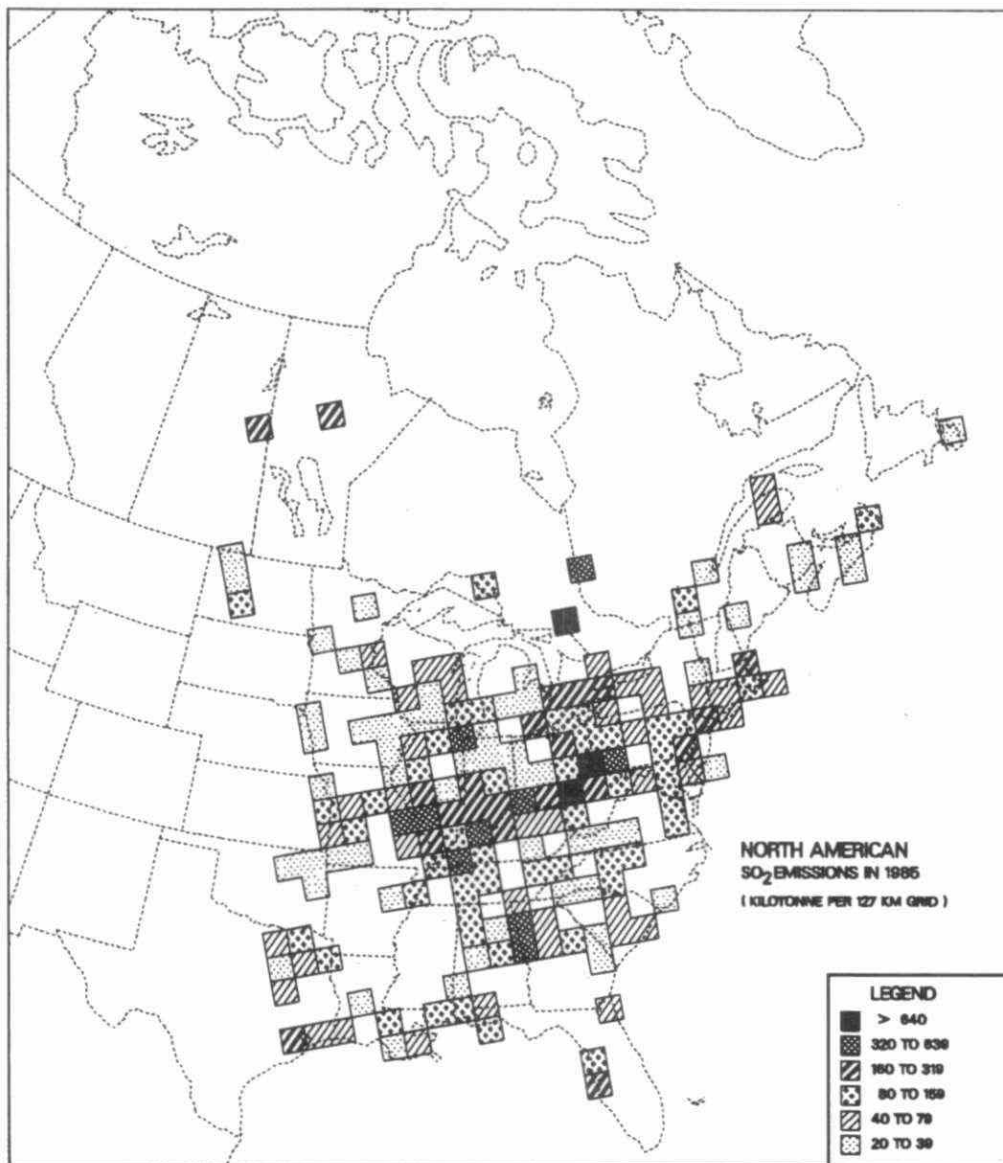 NORTH AMERICAN
SO₂ EMISSIONS IN 1985
( KILOTONNE PER 127 KM GRID )
LEGEND
> 640
320 TO 639
160 TO 319
80 TO 159
40 TO 79
20 TO 39